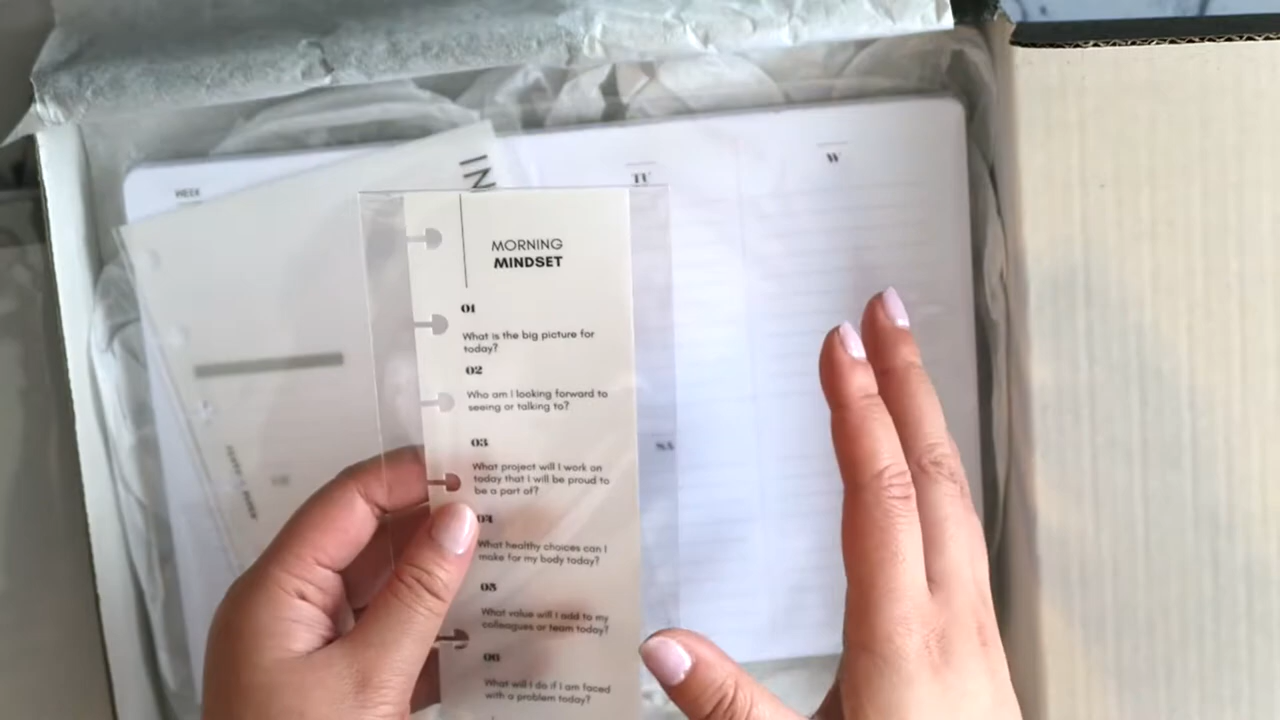 WEEK
IN
TU
W
MORNING
MINDSET
01
What is the big picture for
today?
02
Who am I looking forward to
seeing or talking to?
03
What project will I work on
today that I will be proud to
be a part of?
04
What healthy choices can I
make for my body today?
05
What value will I add to my
colleagues or team today?
06
What will I do if I am faced
with a problem today?